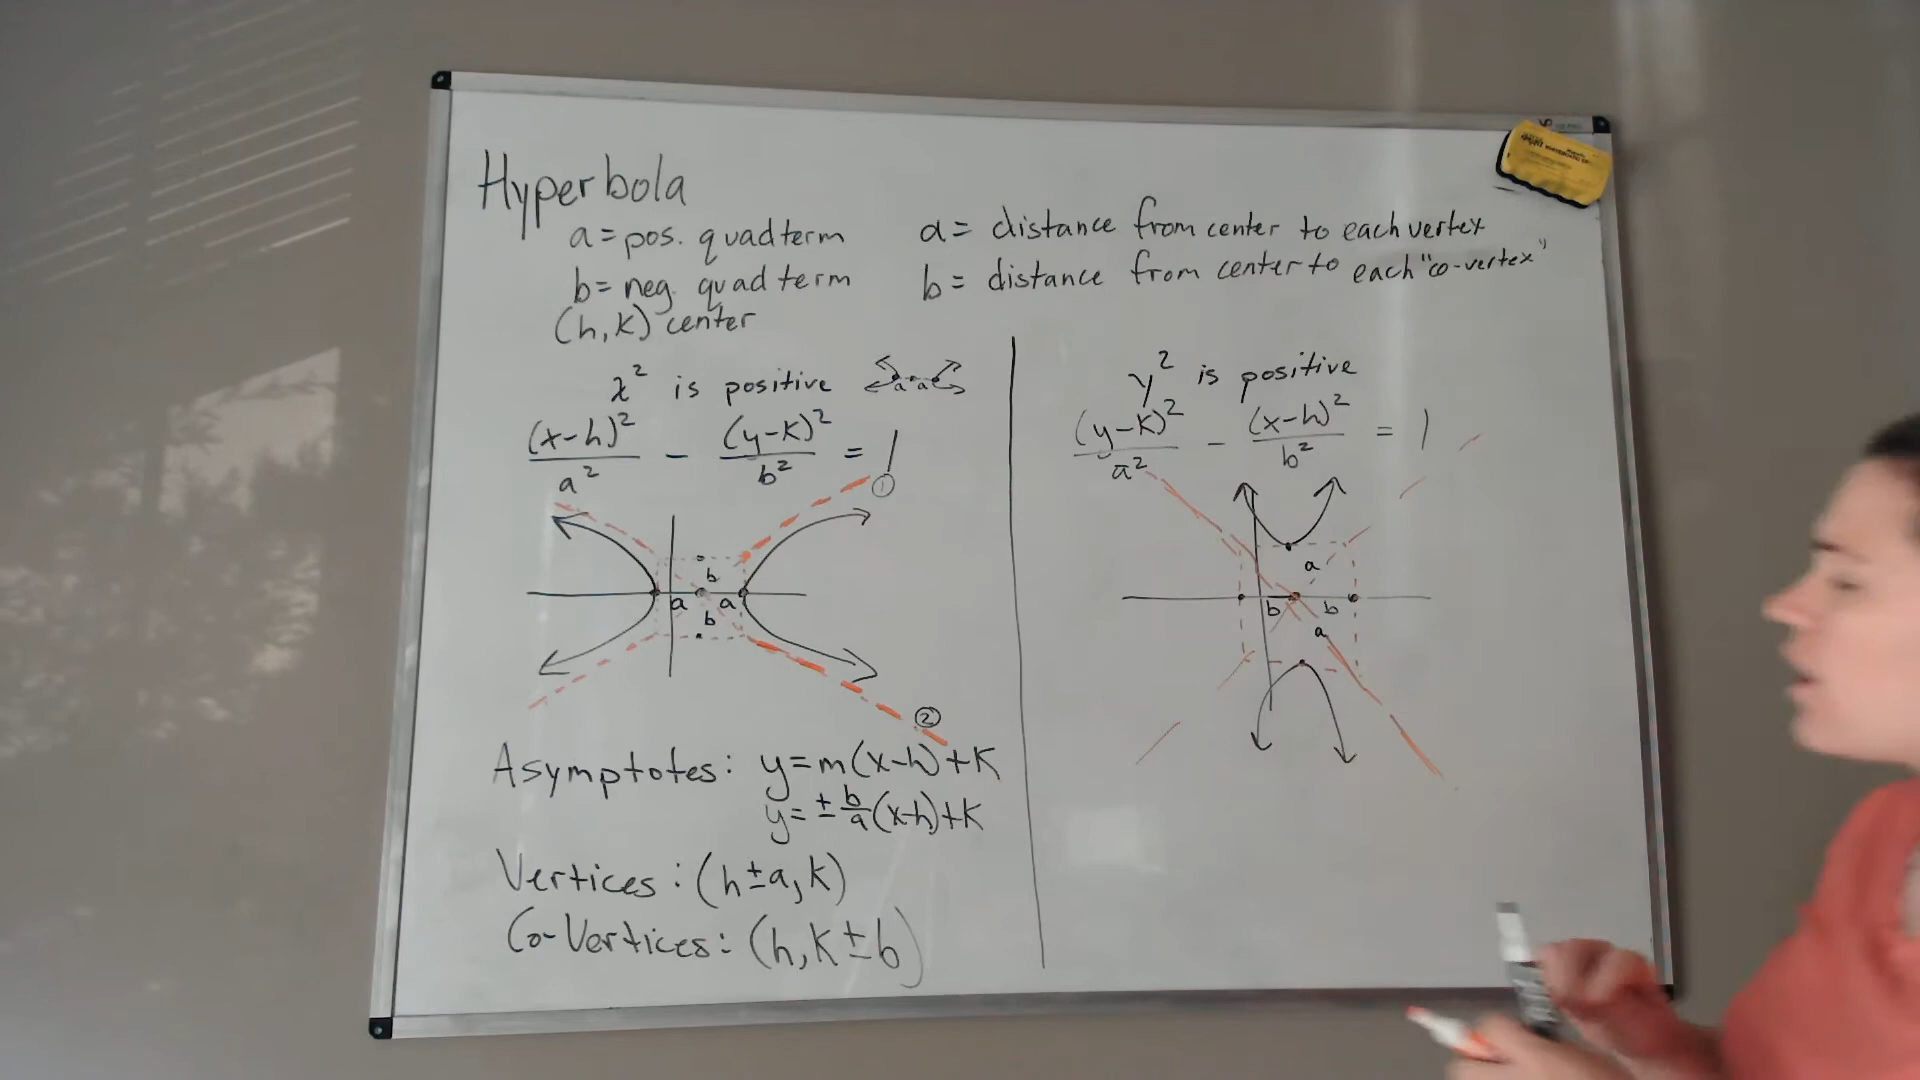 Hyperbola
a = pos. quad term
b = neg. quad term
(h, k) center
a = distance from center to each vertex
b = distance from center to each "co-vertex"
x² is positive
a a
(x-h)²/a² - (y-k)²/b² = 1
①
b
a a
b
②
Asymptotes: y = m(x-h)+k
y = ± b/a (x-h)+k
Vertices: (h±a, k)
Co-Vertices: (h, k±b)
y² is positive
(y-k)²/a² - (x-h)²/b² = 1
a
b b
a